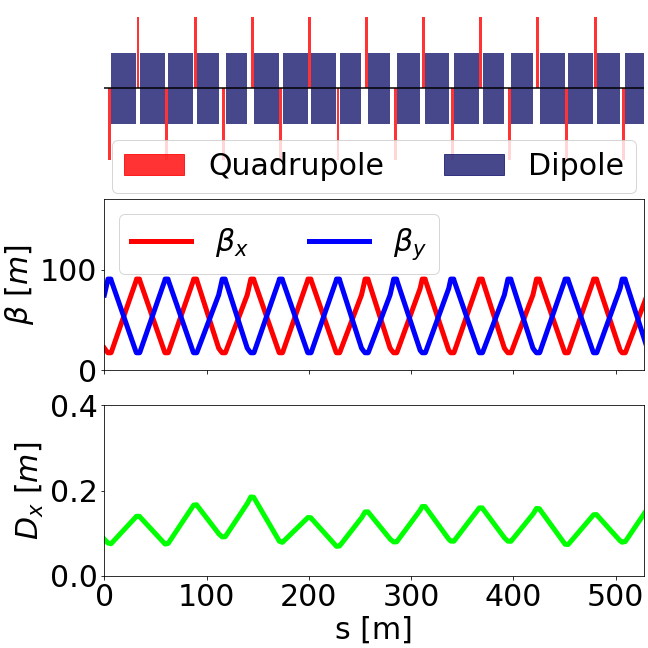 Quadrupole Dipole
βx βy
β [m]
100
0
Dx [m]
0.4
0.2
0.0
0 100 200 300 400 500
s [m]